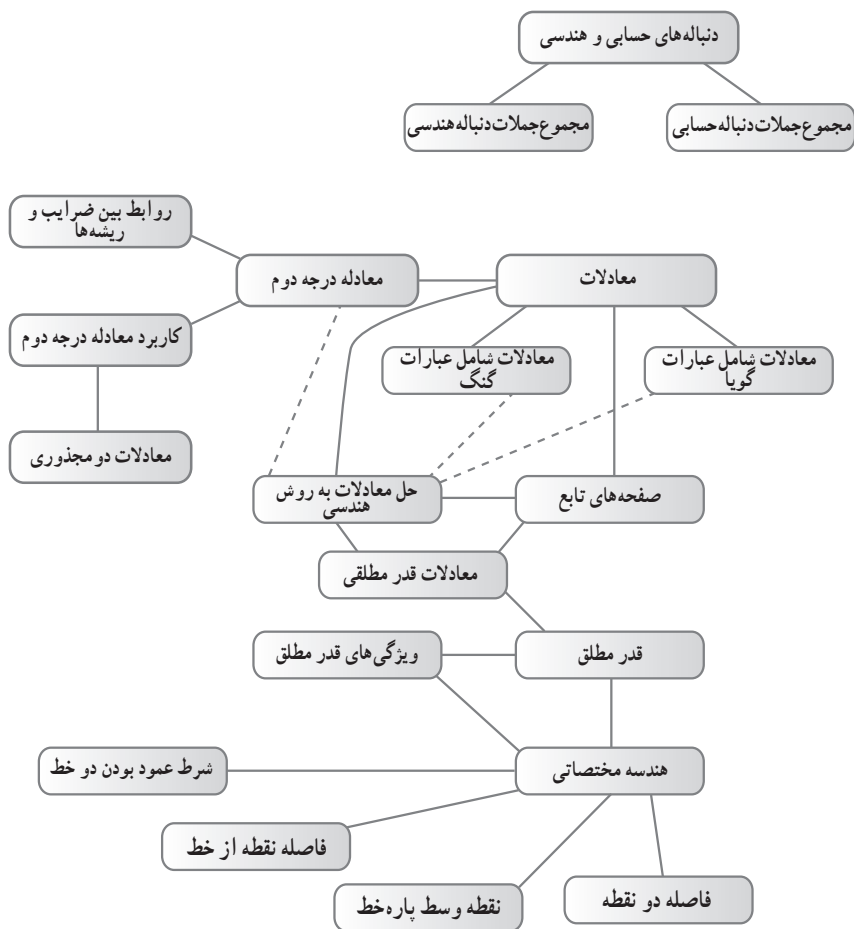 دنباله‌های حسابی و هندسی
مجموع جملات دنباله حسابی
مجموع جملات دنباله هندسی
روابط بین ضرایب و
ریشه‌ها
معادلات
معادله درجه دوم
کاربرد معادله درجه دوم
معادلات شامل عبارات
گویا
معادلات شامل عبارات
گنگ
معادلات دو مجذوری
صفحه‌های تابع
حل معادلات به روش
هندسی
معادلات قدر مطلقی
قدر مطلق
ویژگی‌های قدر مطلق
هندسه مختصاتی
شرط عمود بودن دو خط
فاصله نقطه از خط
فاصله دو نقطه
نقطه وسط پاره‌خط